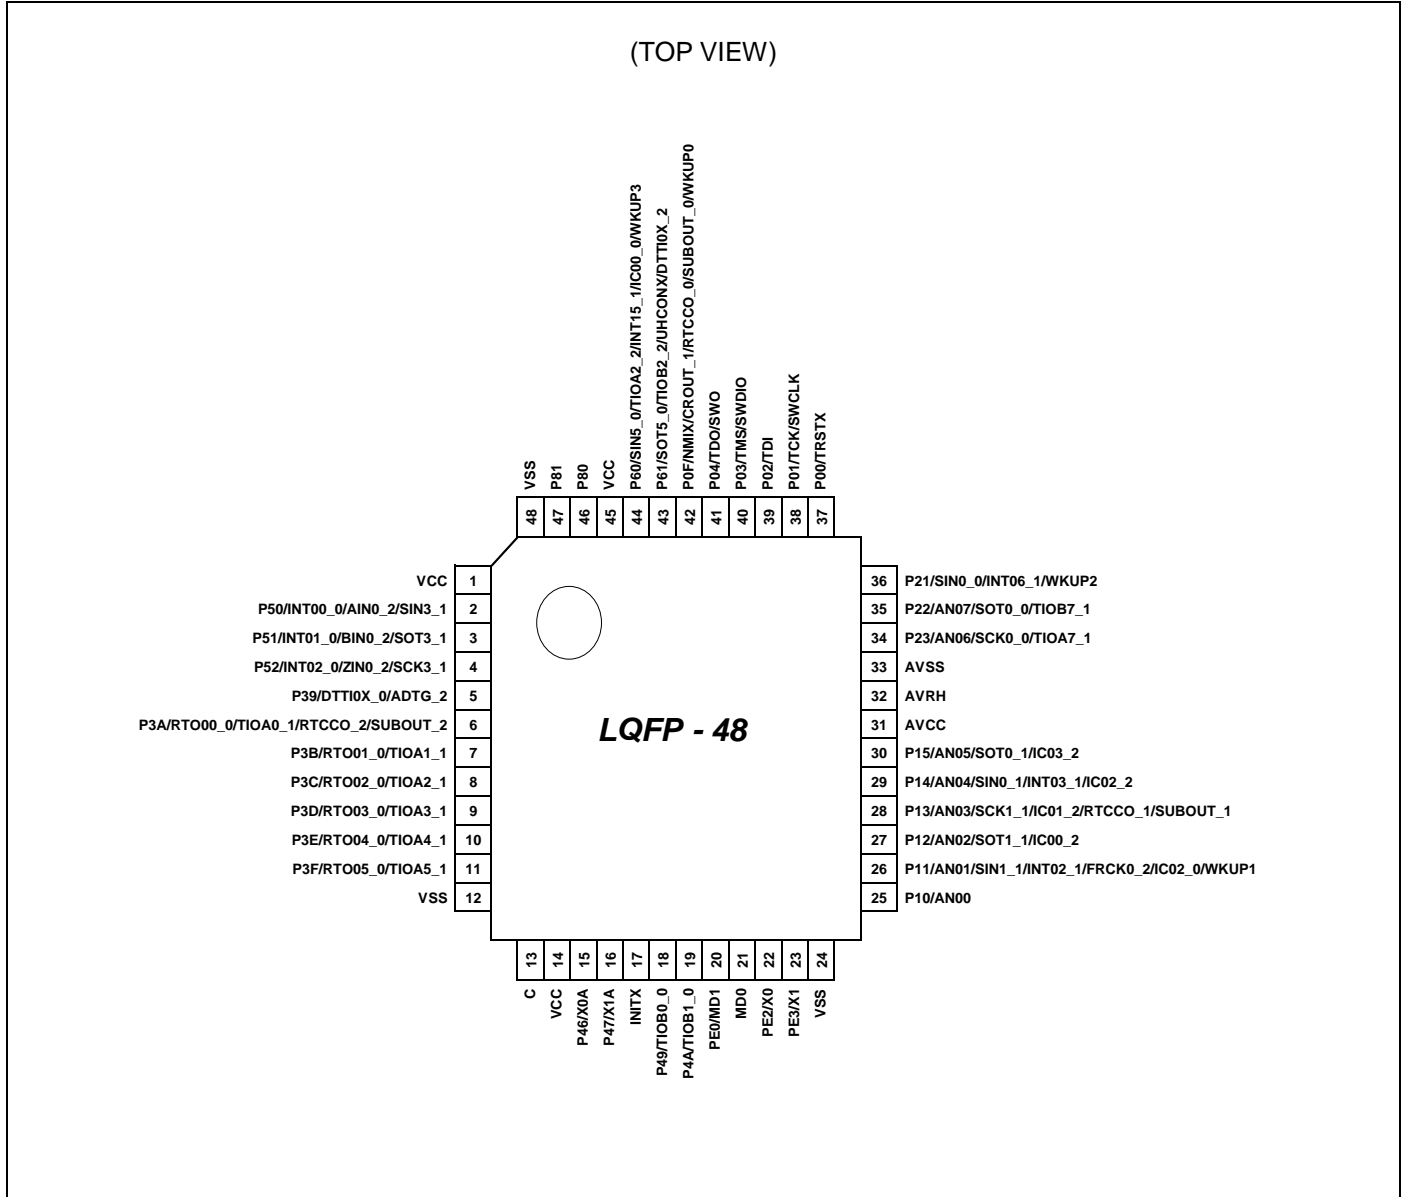 (TOP VIEW)
VSS
P81
P80
VCC
P60/SIN5_0/TIOA2_2/INT15_1/IC00_0/WKUP3
P61/SOT5_0/TIOB2_2/UHCONX/DTTI0X_2
P0F/NMIX/CROUT_1/RTCCO_0/SUBOUT_0/WKUP0
P04/TDO/SWO
P03/TMS/SWDIO
P02/TDI
P01/TCK/SWCLK
P00/TRSTX
48 47 46 45 44 43 42 41 40 39 38 37
VCC 1
P50/INT00_0/AIN0_2/SIN3_1 2
P51/INT01_0/BIN0_2/SOT3_1 3
P52/INT02_0/ZIN0_2/SCK3_1 4
P39/DTTI0X_0/ADTG_2 5
P3A/RTO00_0/TIOA0_1/RTCCO_2/SUBOUT_2 6
P3B/RTO01_0/TIOA1_1 7
P3C/RTO02_0/TIOA2_1 8
P3D/RTO03_0/TIOA3_1 9
P3E/RTO04_0/TIOA4_1 10
P3F/RTO05_0/TIOA5_1 11
VSS 12
LQFP - 48
36 P21/SIN0_0/INT06_1/WKUP2
35 P22/AN07/SOT0_0/TIOB7_1
34 P23/AN06/SCK0_0/TIOA7_1
33 AVSS
32 AVRH
31 AVCC
30 P15/AN05/SOT0_1/IC03_2
29 P14/AN04/SIN0_1/INT03_1/IC02_2
28 P13/AN03/SCK1_1/IC01_2/RTCCO_1/SUBOUT_1
27 P12/AN02/SOT1_1/IC00_2
26 P11/AN01/SIN1_1/INT02_1/FRCK0_2/IC02_0/WKUP1
25 P10/AN00
13 14 15 16 17 18 19 20 21 22 23 24
C
VCC
P46/X0A
P47/X1A
INITX
P49/TIOB0_0
P4A/TIOB1_0
PE0/MD1
MD0
PE2/X0
PE3/X1
VSS